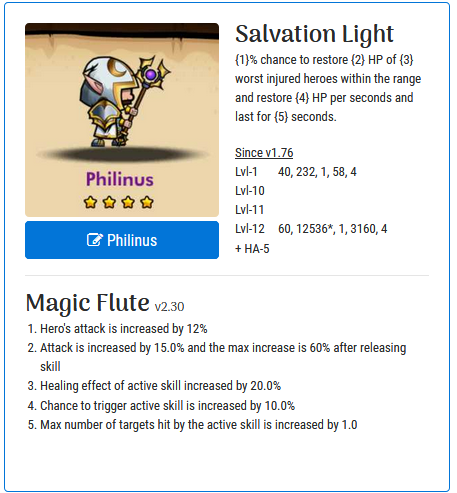 Salvation Light
{1}% chance to restore {2} HP of {3}
worst injured heroes within the range
and restore {4} HP per seconds and
last for {5} seconds.
Since v1.76
Lvl-1 40, 232, 1, 58, 4
Lvl-10
Lvl-11
Lvl-12 60, 12536*, 1, 3160, 4
+ HA-5
Philinus
Philinus
Magic Flute v2.30
1. Hero's attack is increased by 12%
2. Attack is increased by 15.0% and the max increase is 60% after releasing
skill
3. Healing effect of active skill increased by 20.0%
4. Chance to trigger active skill is increased by 10.0%
5. Max number of targets hit by the active skill is increased by 1.0